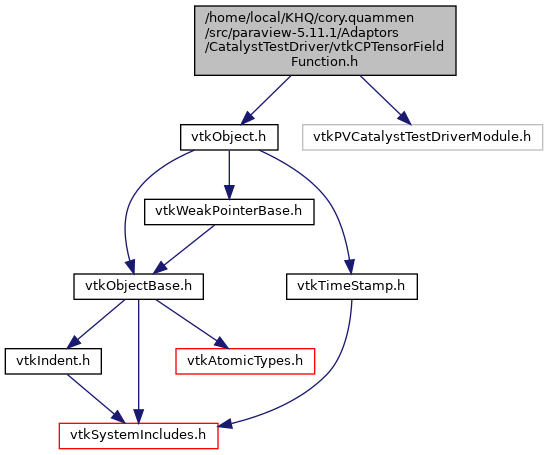 /home/local/KHQ/cory.quammen
/src/paraview-5.11.1/Adaptors
/CatalystTestDriver/vtkCPTensorField
Function.h
vtkObject.h
vtkPVCatalystTestDriverModule.h
vtkWeakPointerBase.h
vtkObjectBase.h
vtkTimeStamp.h
vtkIndent.h
vtkAtomicTypes.h
vtkSystemIncludes.h